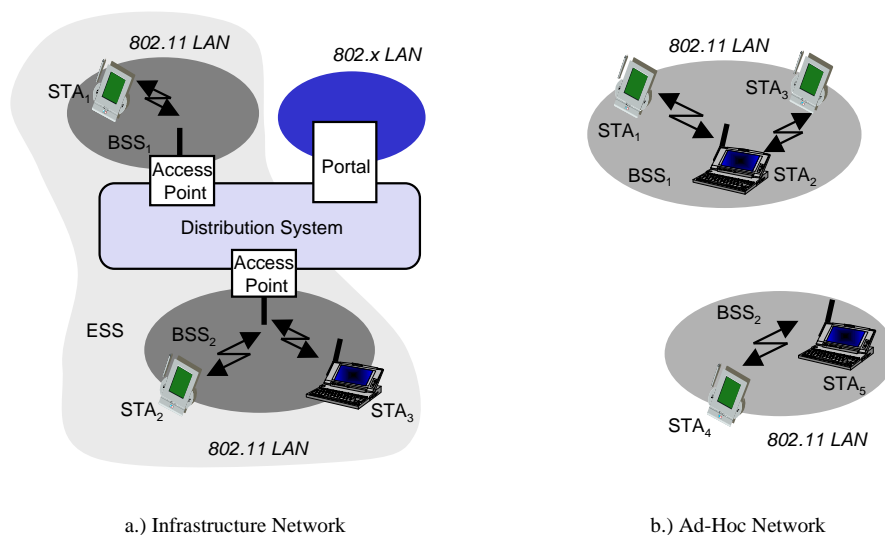 802.11 LAN
802.x LAN
STA₁
BSS₁
Access
Point
Portal
Distribution System
Access
Point
ESS
BSS₂
STA₂
STA₃
802.11 LAN
a.) Infrastructure Network
802.11 LAN
STA₃
STA₁
BSS₁
STA₂
BSS₂
STA₅
STA₄
802.11 LAN
b.) Ad-Hoc Network